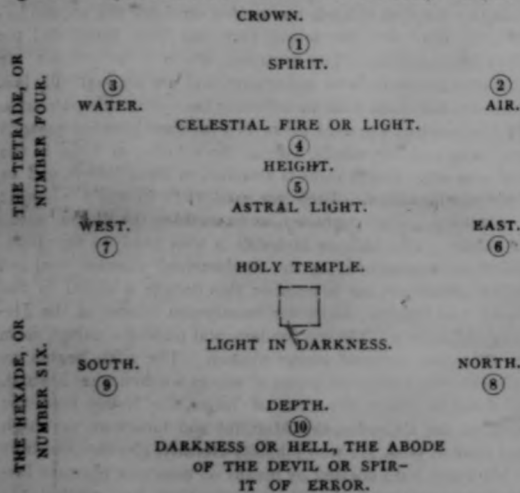 CROWN.
①
SPIRIT.
③ ②
WATER. AIR.
CELESTIAL FIRE OR LIGHT.
④
HEIGHT.
⑤
ASTRAL LIGHT.
WEST. EAST.
⑦ ⑥
HOLY TEMPLE.
LIGHT IN DARKNESS.
SOUTH. NORTH.
⑨ ⑧
DEPTH.
⑩
DARKNESS OR HELL, THE ABODE
OF THE DEVIL OR SPIR-
IT OF ERROR.
THE TETRADE, OR
NUMBER FOUR.
THE HEXADE, OR
NUMBER SIX.